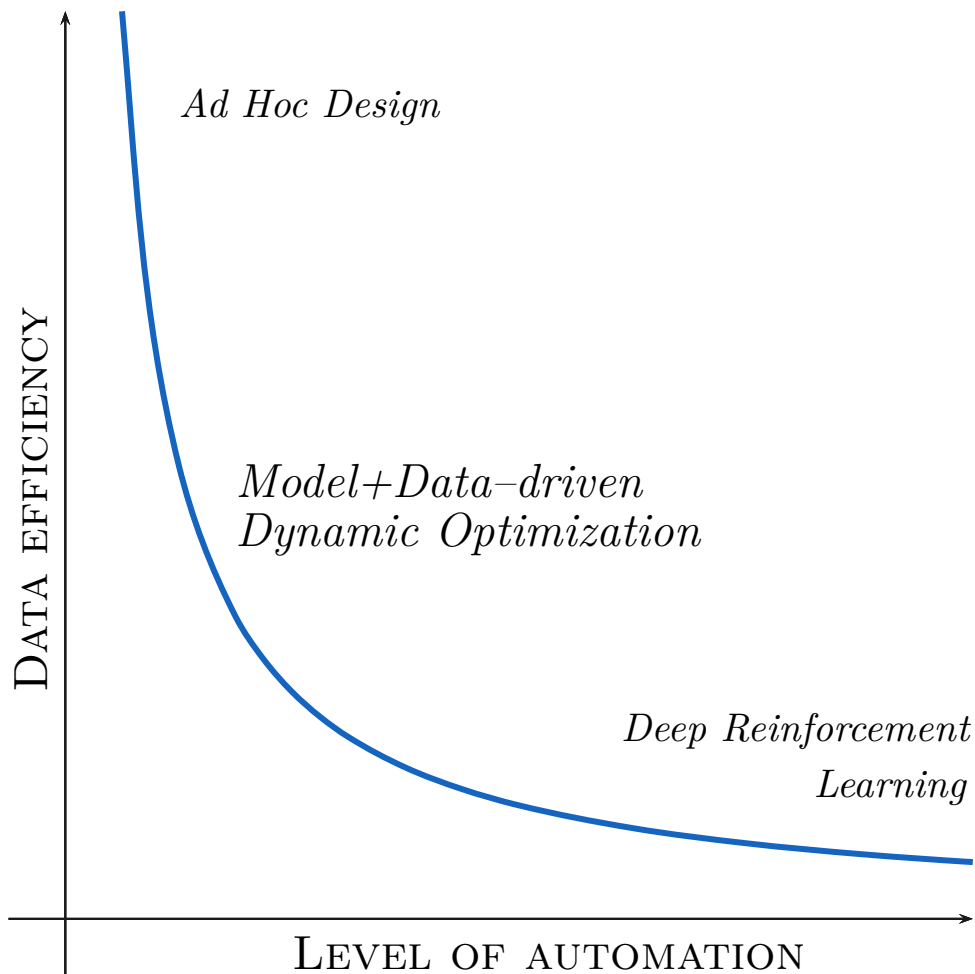 Ad Hoc Design
Model+Data–driven
Dynamic Optimization
Deep Reinforcement
Learning
DATA EFFICIENCY
LEVEL OF AUTOMATION